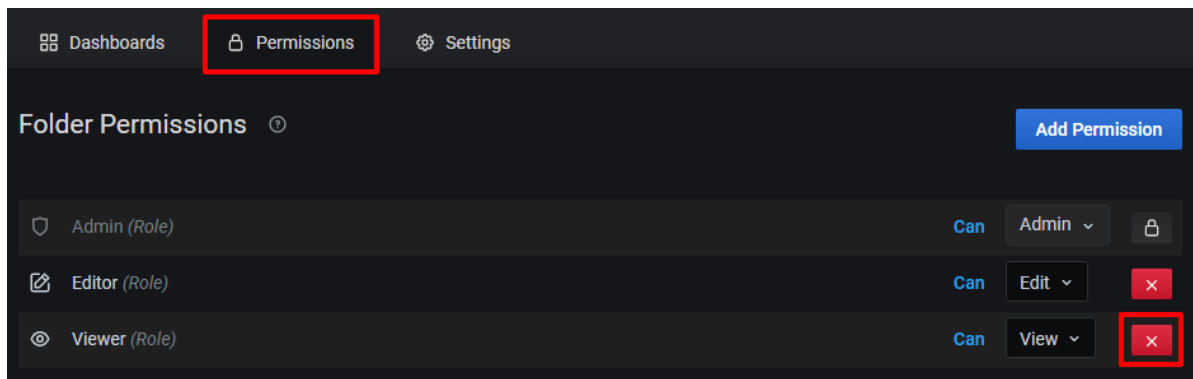 Dashboards Permissions Settings
Folder Permissions
Add Permission
Admin (Role) Can Admin
Editor (Role) Can Edit
Viewer (Role) Can View